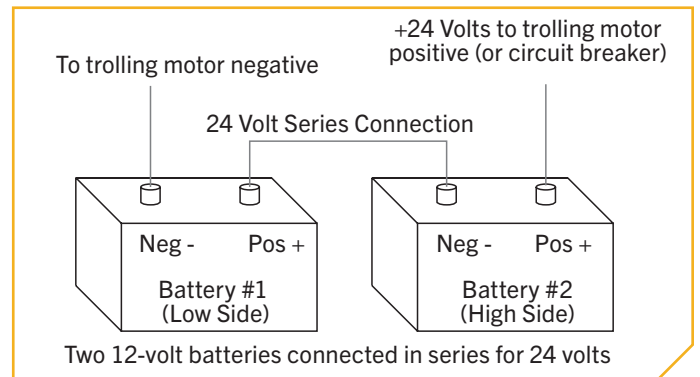 +24 Volts to trolling motor
positive (or circuit breaker)
To trolling motor negative
24 Volt Series Connection
Neg - Pos +
Battery #1
(Low Side)
Neg - Pos +
Battery #2
(High Side)
Two 12-volt batteries connected in series for 24 volts